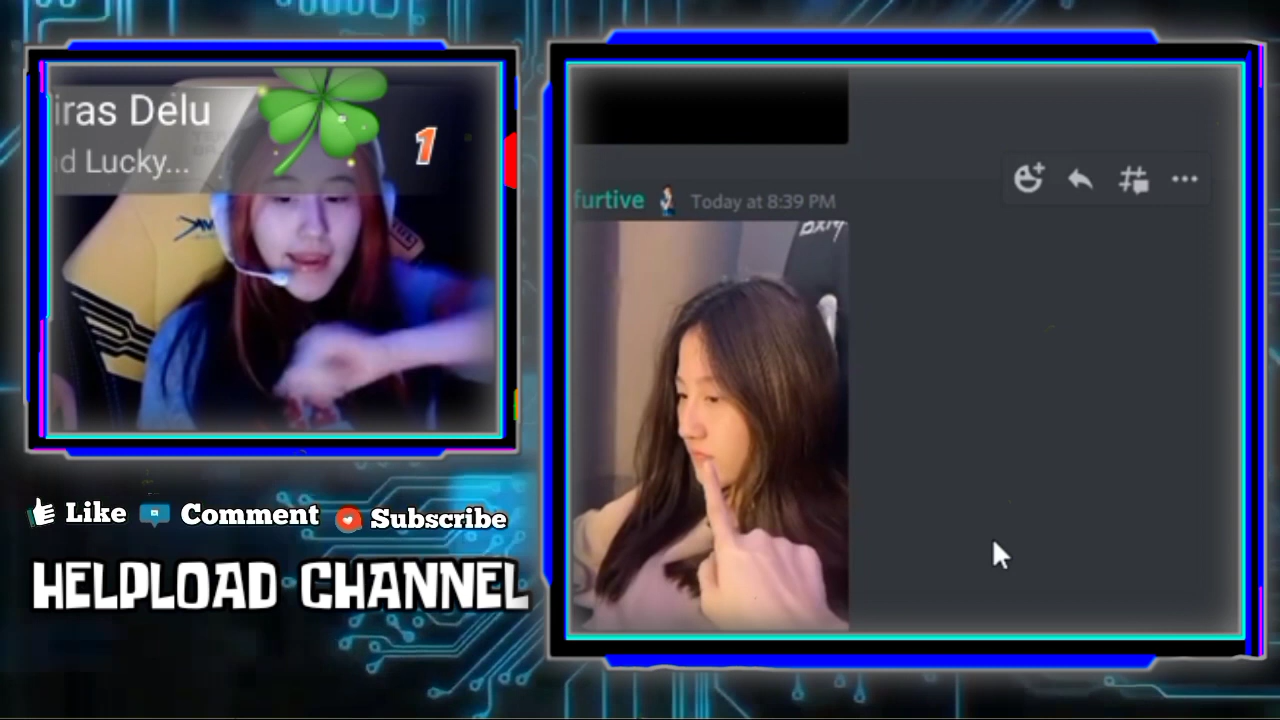 iras Delu
d Lucky...
1
furtive Today at 8:39 PM
Like Comment Subscribe
HELPLOAD CHANNEL